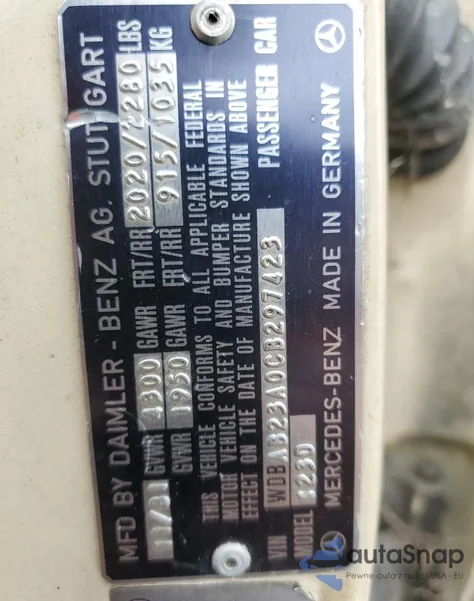 MFD BY DAIMLER - BENZ AG. STUTTGART
11/81 GVWR 4300 GAWR FRT/RR 2020/2280 LBS
GVWR 1950 GAWR FRT/RR 915/1035 KG
THIS VEHICLE CONFORMS TO ALL APPLICABLE FEDERAL
MOTOR VEHICLE SAFETY AND BUMPER STANDARDS IN
EFFECT ON THE DATE OF MANUFACTURE SHOWN ABOVE
VIN WDBAB23A0CB297423 PASSENGER CAR
MODEL 123D
MERCEDES-BENZ MADE IN GERMANY
autaSnap
Pewne auta z aukcji USA EU